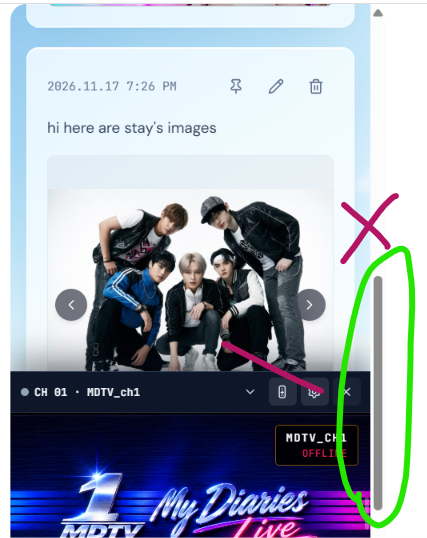 2026.11.17 7:26 PM
hi here are stay's images
CH 01 · MDTV_ch1
MDTV_CH1
OFFLINE
1
MDTV
My Diaries
Live